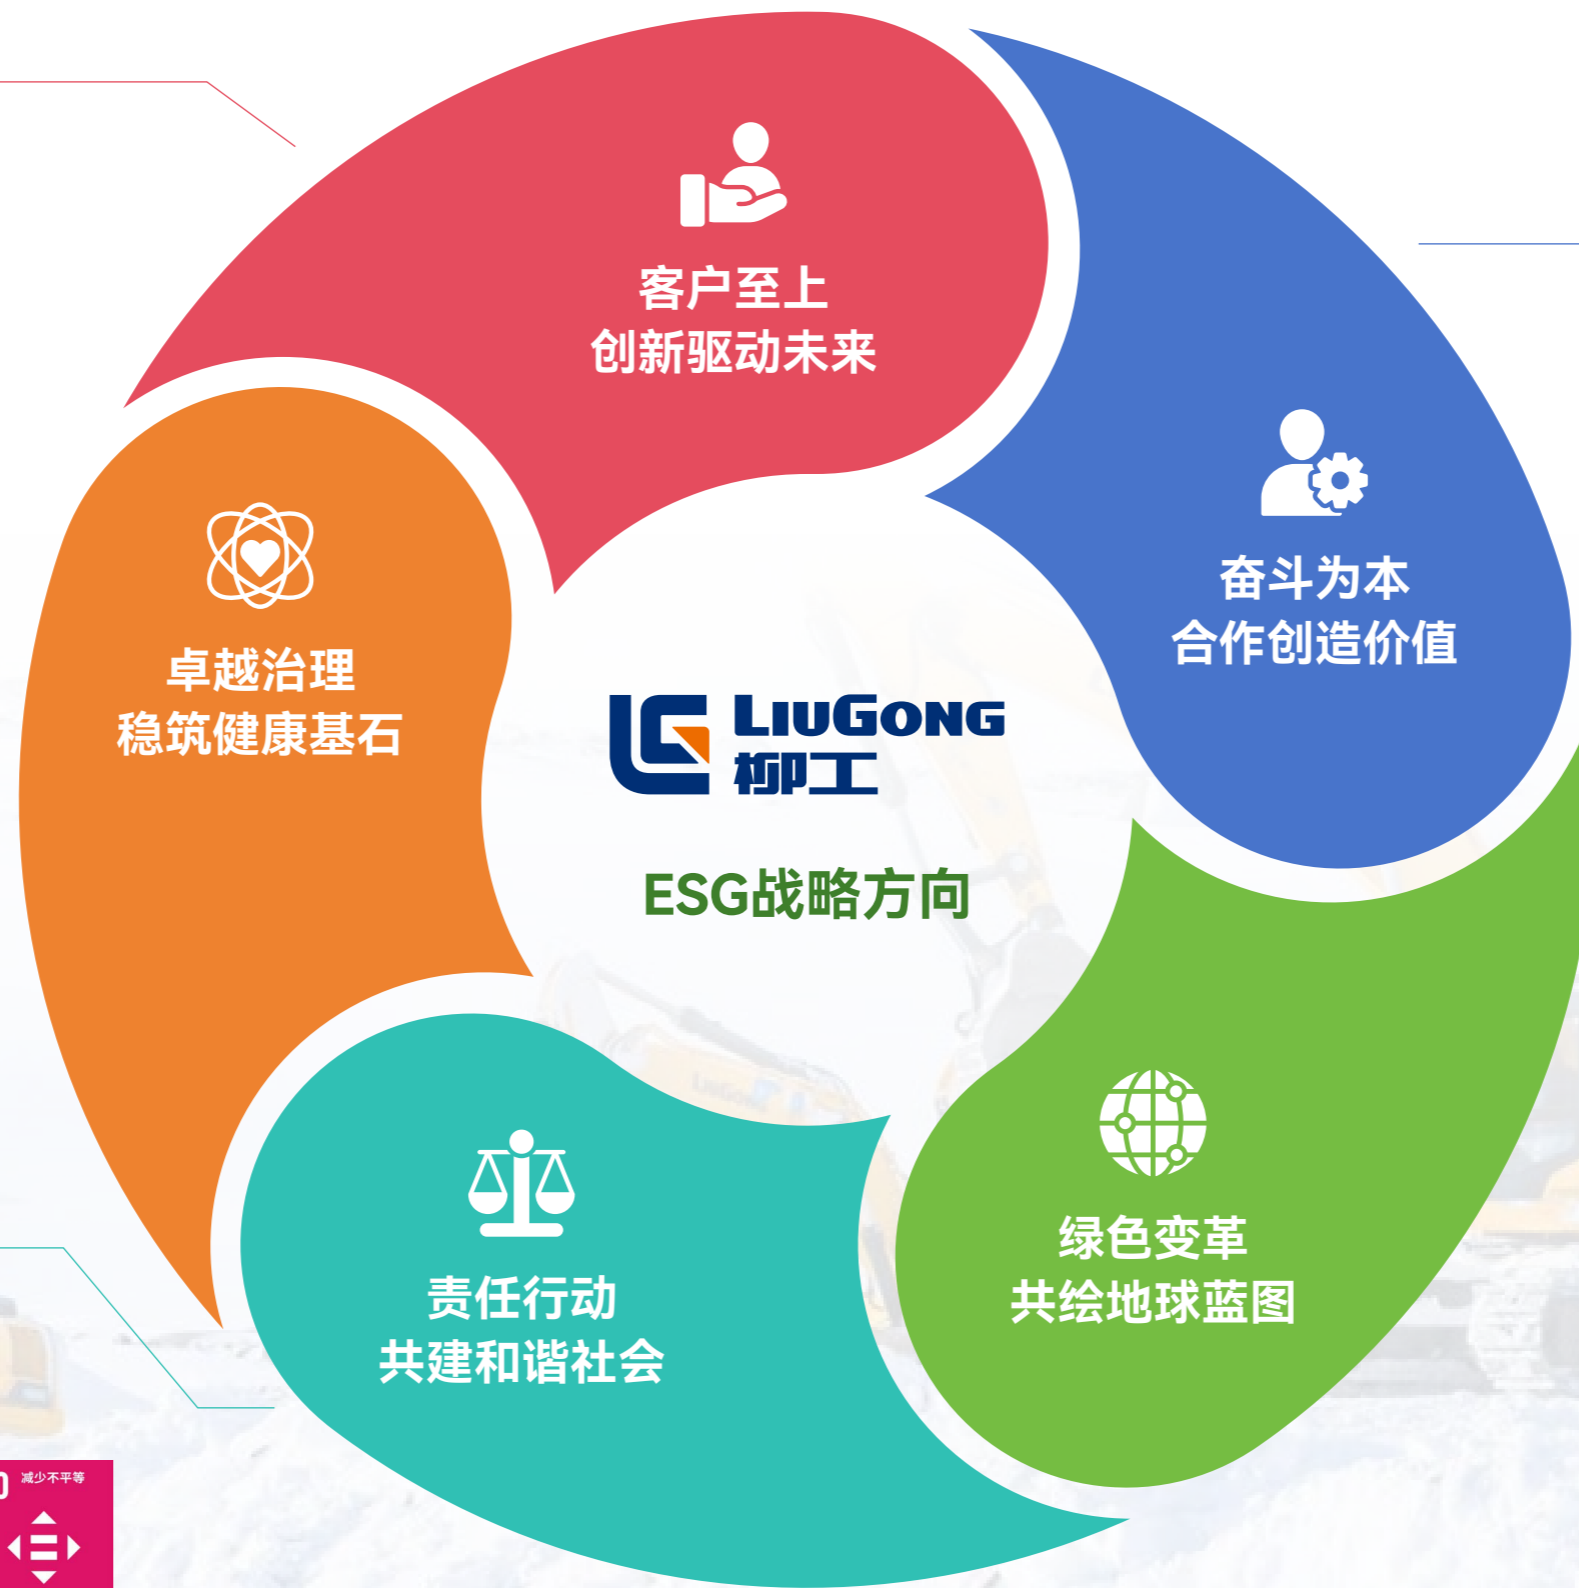 客户至上
创新驱动未来
奋斗为本
合作创造价值
卓越治理
稳筑健康基石
LIUGONG
柳工
ESG战略方向
绿色变革
共绘地球蓝图
责任行动
共建和谐社会
减少不平等